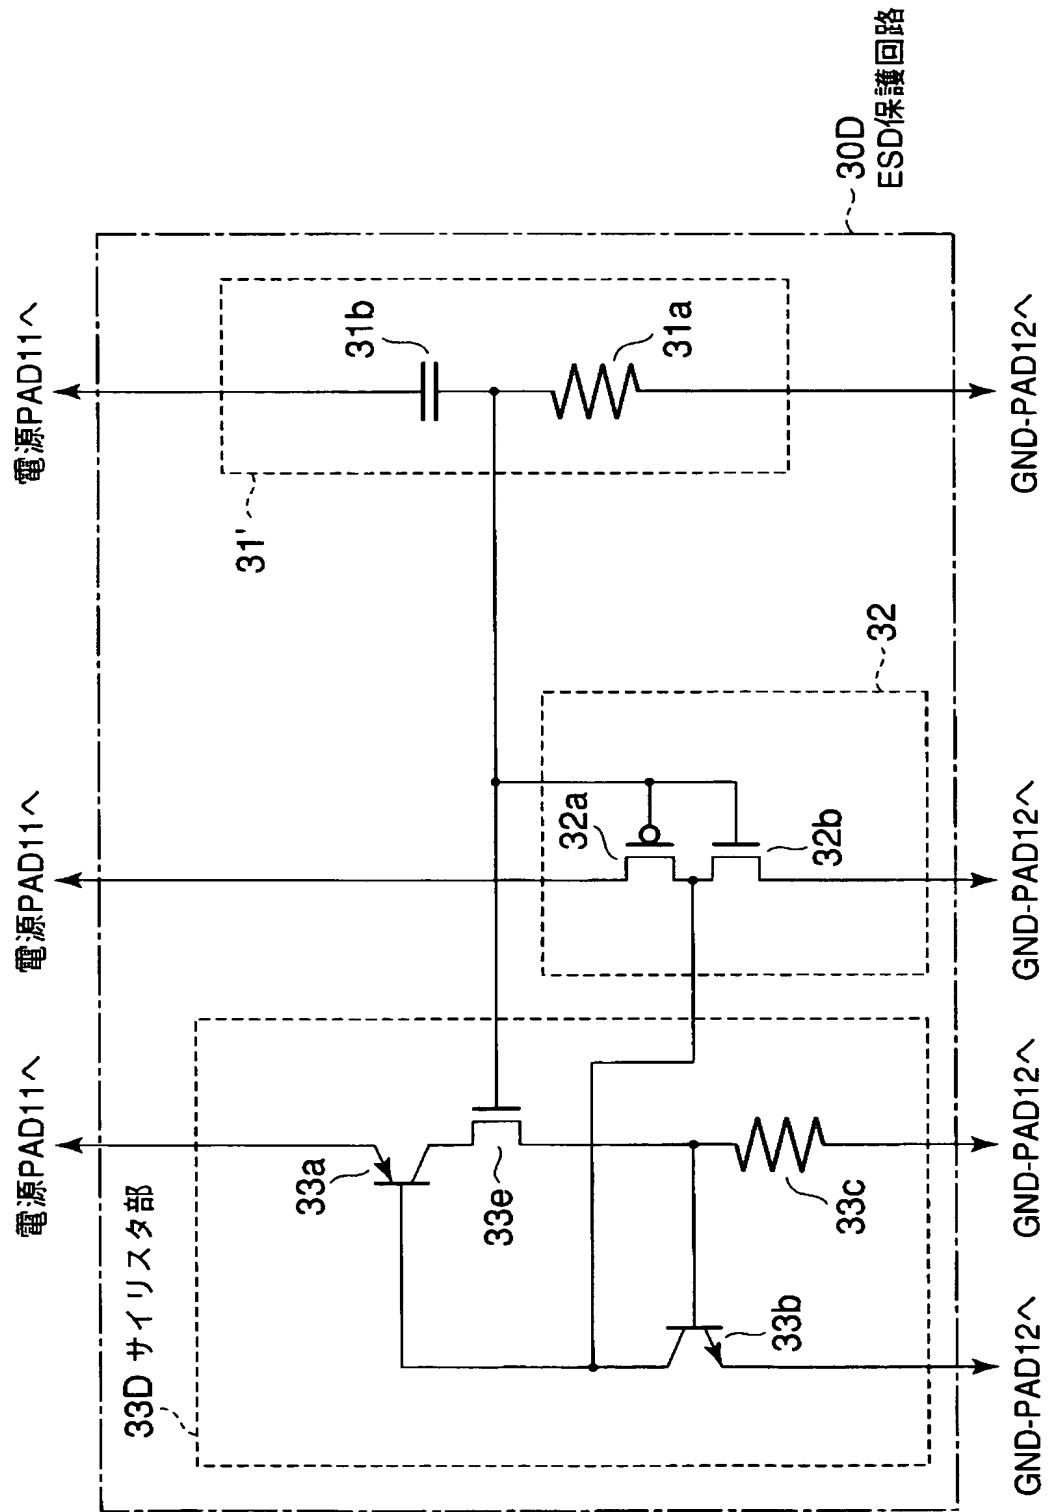 30D
ESD保護回路
電源PAD11へ
電源PAD11へ
電源PAD11へ
33D サイリスタ部
31'
31b
31a
32
32a
32b
33a
33e
33b
33c
GND-PAD12へ
GND-PAD12へ
GND-PAD12へ
GND-PAD12へ